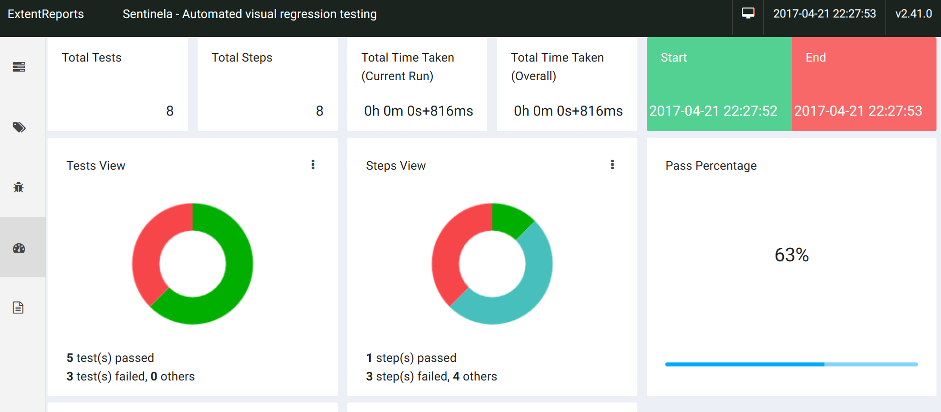 ExtentReports
Sentinela - Automated visual regression testing
2017-04-21 22:27:53
v2.41.0
Total Tests
8
Total Steps
8
Total Time Taken
(Current Run)
0h 0m 0s+816ms
Total Time Taken
(Overall)
0h 0m 0s+816ms
Start
2017-04-21 22:27:52
End
2017-04-21 22:27:53
Tests View
5 test(s) passed
3 test(s) failed, 0 others
Steps View
1 step(s) passed
3 step(s) failed, 4 others
Pass Percentage
63%